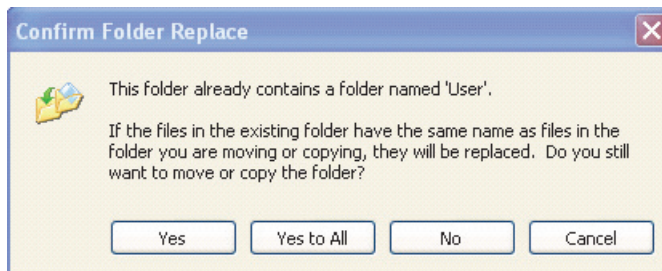 Confirm Folder Replace
This folder already contains a folder named 'User'.
If the files in the existing folder have the same name as files in the
folder you are moving or copying, they will be replaced.  Do you still
want to move or copy the folder?
Yes
Yes to All
No
Cancel